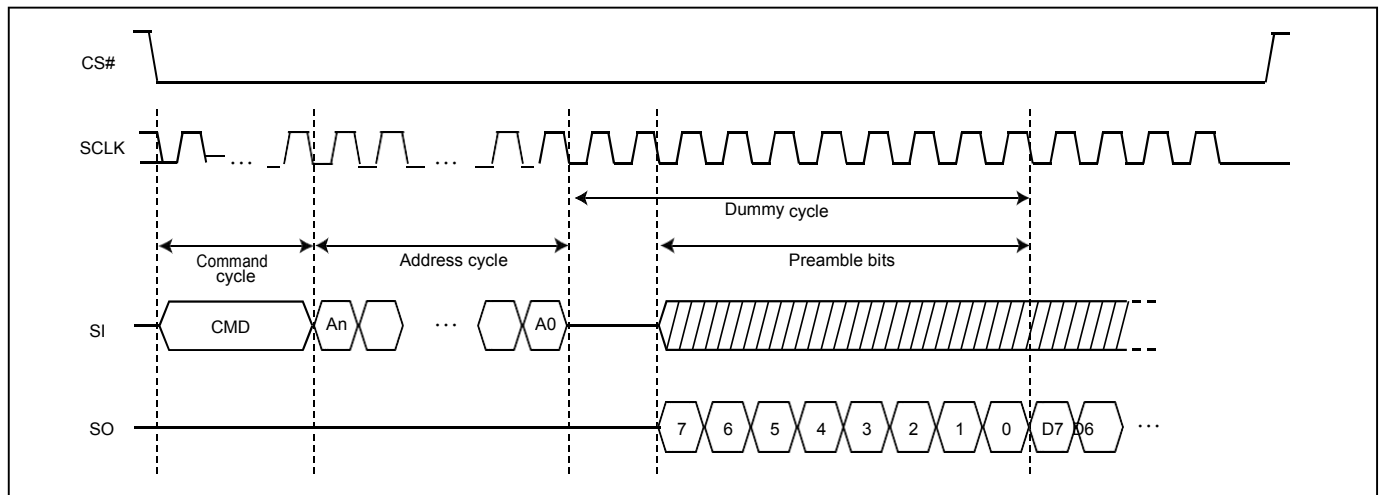 CS#
SCLK
... ...
Dummy cycle
Command
cycle
Address cycle
Preamble bits
SI
CMD
An
...
A0
SO
7 6 5 4 3 2 1 0 D7 D6 ...